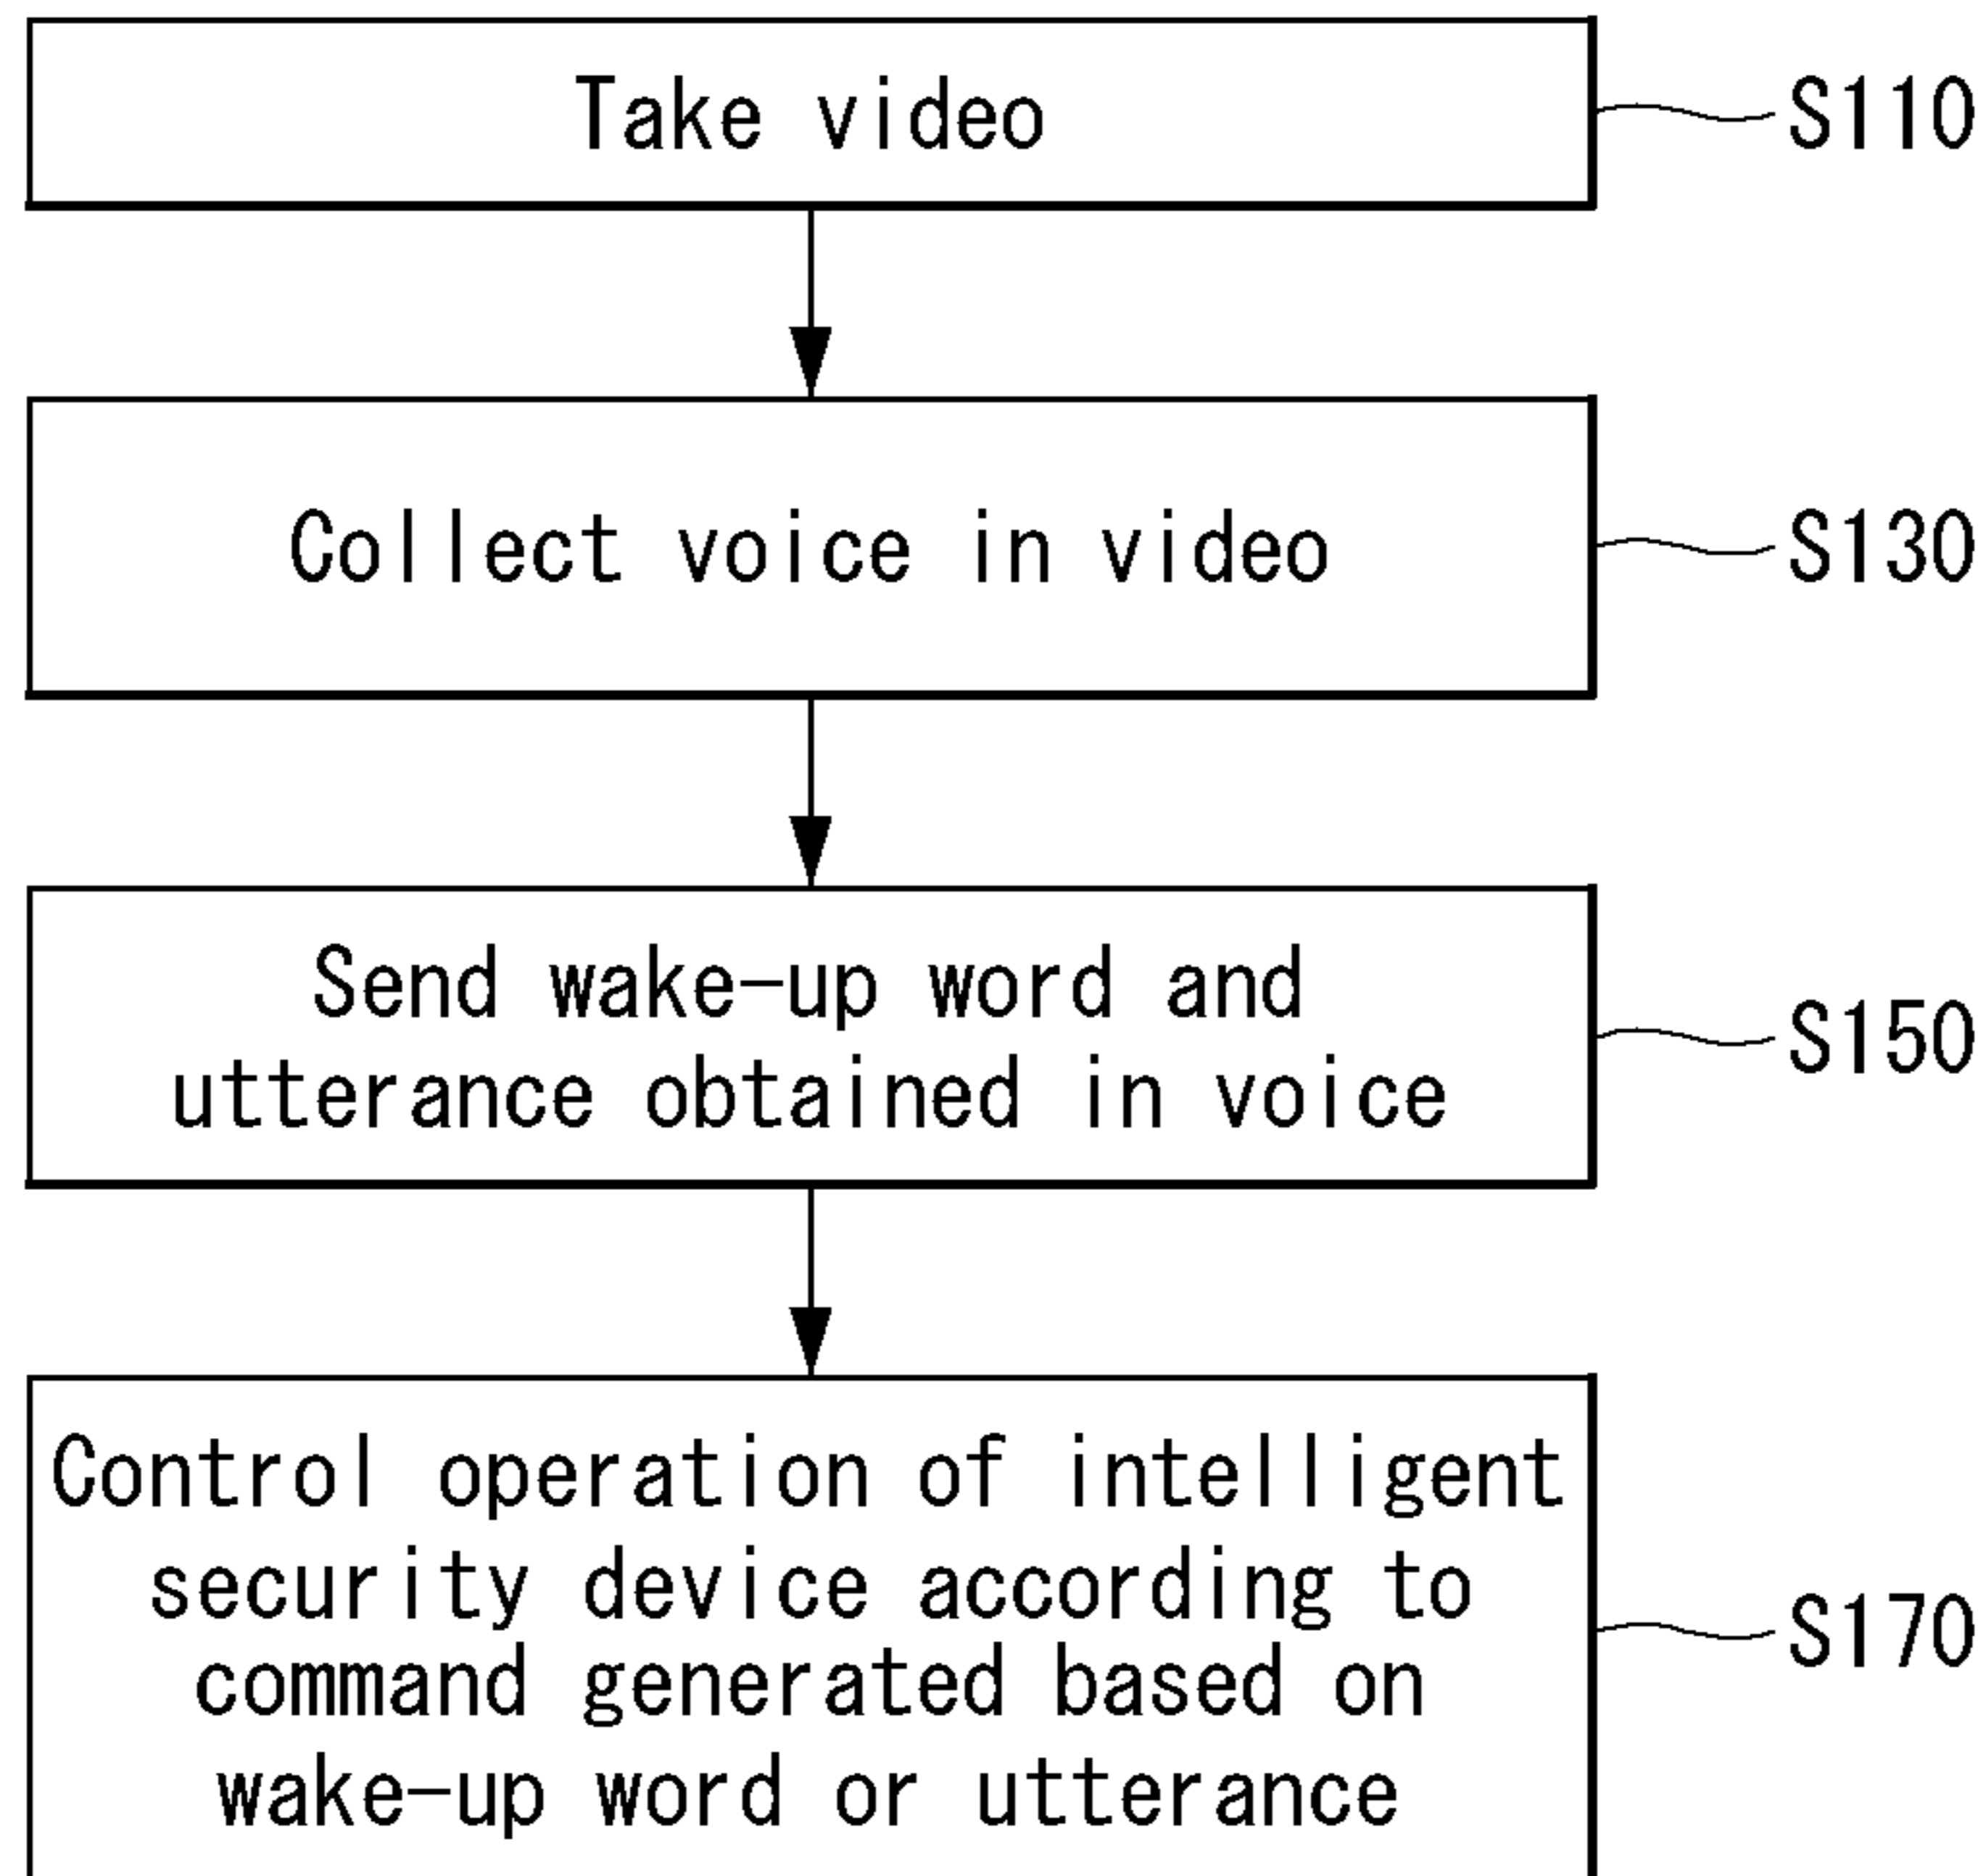 Take video
S110
Collect voice in video
S130
Send wake-up word and
utterance obtained in voice
S150
Control operation of intelligent
security device according to
command generated based on
wake-up word or utterance
S170